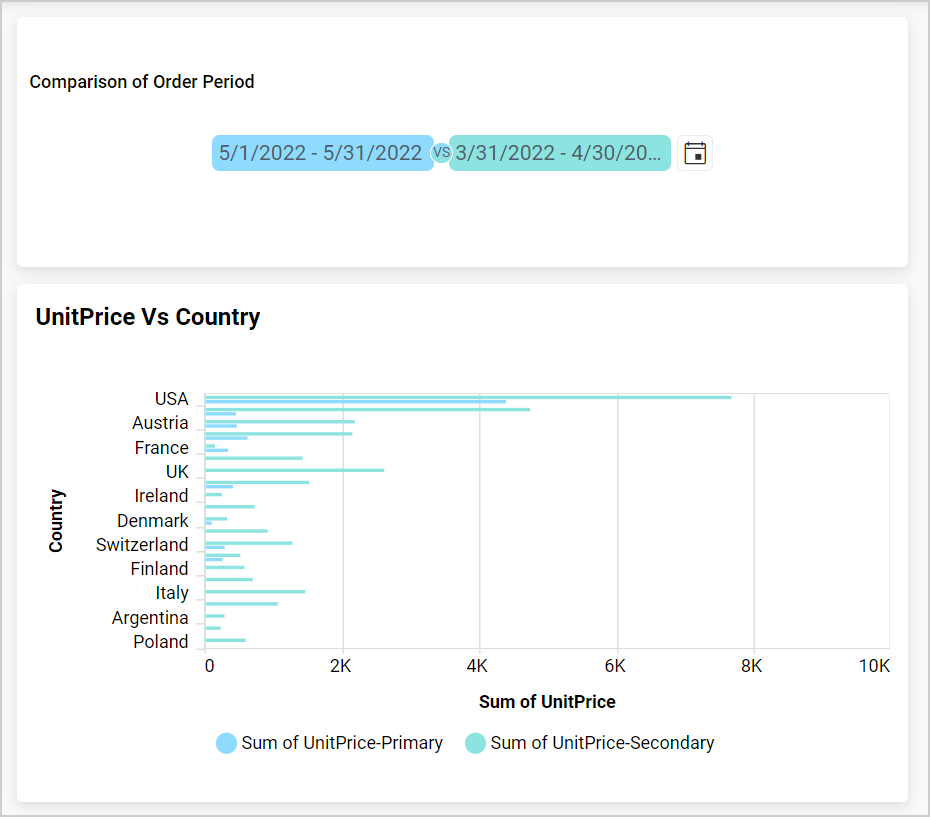 Comparison of Order Period
5/1/2022 - 5/31/2022 VS 3/31/2022 - 4/30/20...
UnitPrice Vs Country
USA
Austria
France
UK
Ireland
Denmark
Switzerland
Finland
Italy
Argentina
Poland
Country
0 2K 4K 6K 8K 10K
Sum of UnitPrice
Sum of UnitPrice-Primary Sum of UnitPrice-Secondary